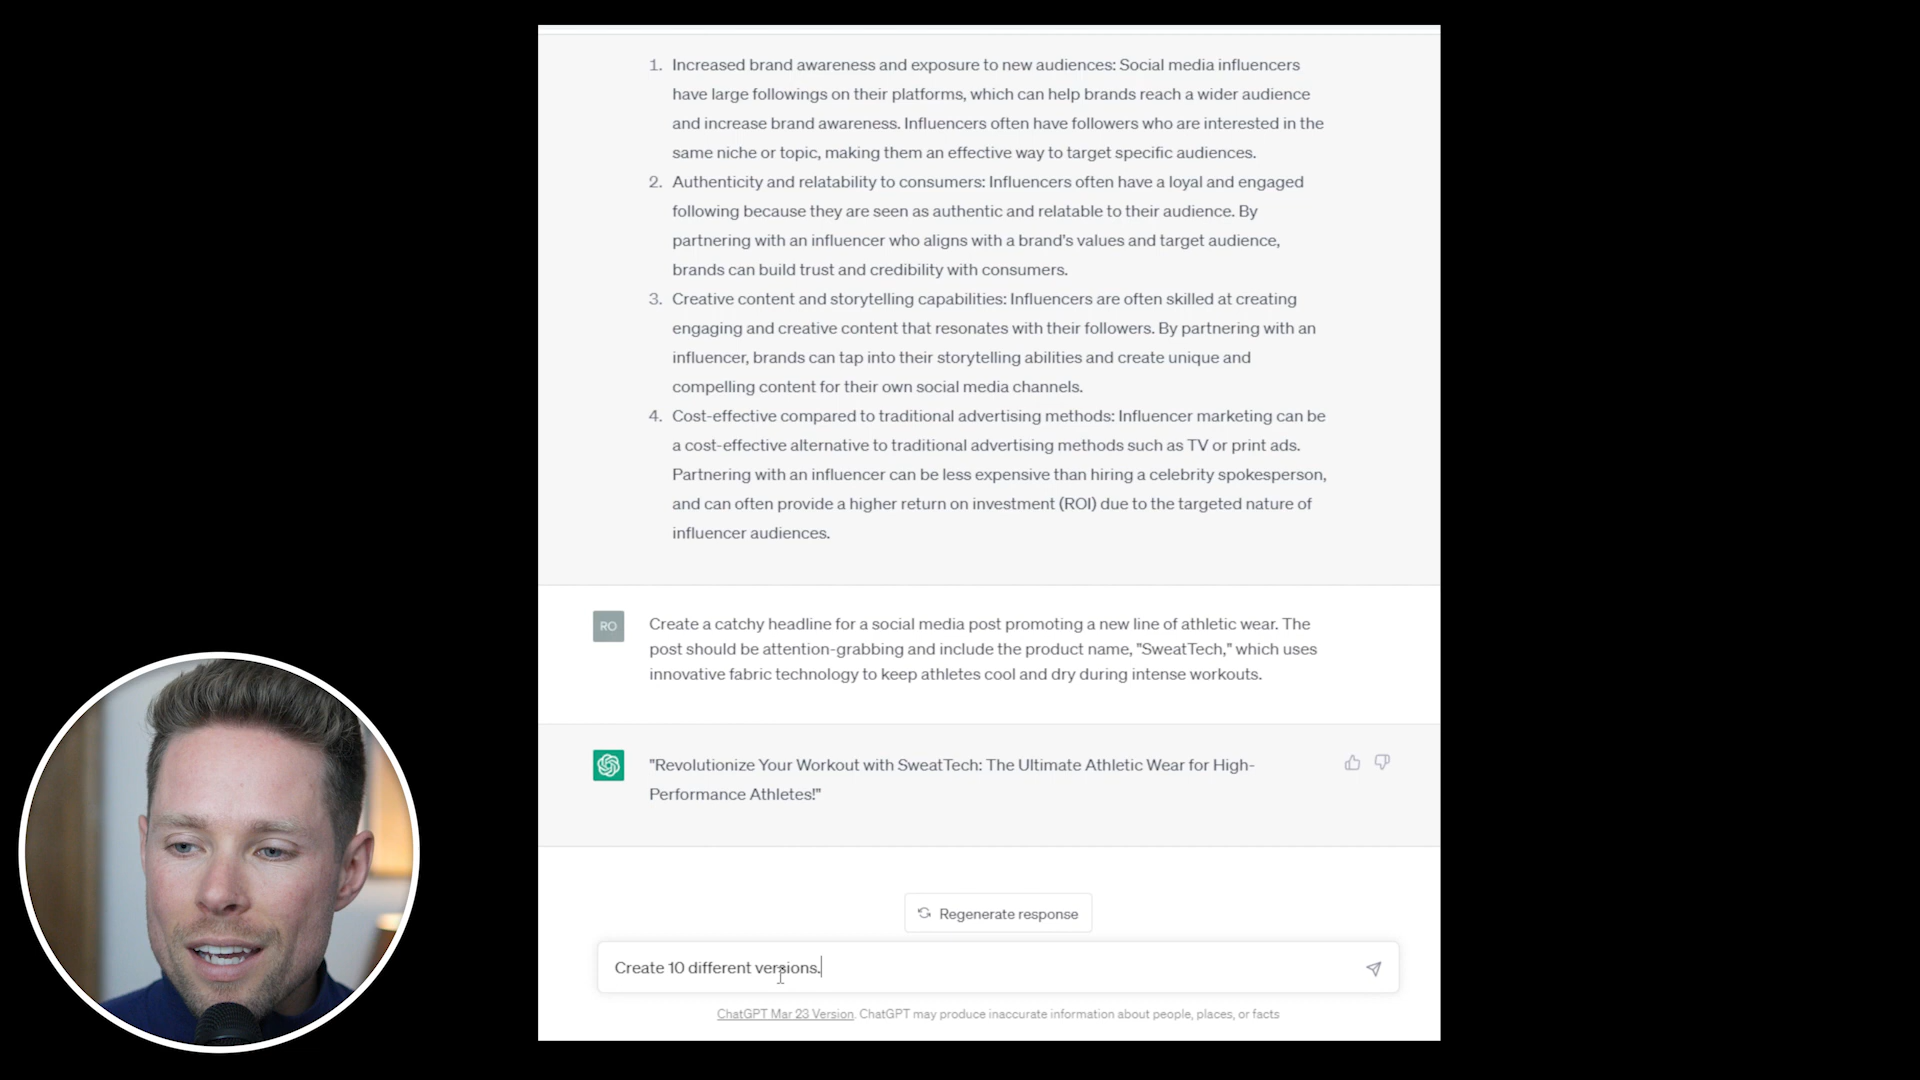 1. Increased brand awareness and exposure to new audiences: Social media influencers
have large followings on their platforms, which can help brands reach a wider audience
and increase brand awareness. Influencers often have followers who are interested in the
same niche or topic, making them an effective way to target specific audiences.
2. Authenticity and relatability to consumers: Influencers often have a loyal and engaged
following because they are seen as authentic and relatable to their audience. By
partnering with an influencer who aligns with a brand's values and target audience,
brands can build trust and credibility with consumers.
3. Creative content and storytelling capabilities: Influencers are often skilled at creating
engaging and creative content that resonates with their followers. By partnering with an
influencer, brands can tap into their storytelling abilities and create unique and
compelling content for their own social media channels.
4. Cost-effective compared to traditional advertising methods: Influencer marketing can be
a cost-effective alternative to traditional advertising methods such as TV or print ads.
Partnering with an influencer can be less expensive than hiring a celebrity spokesperson,
and can often provide a higher return on investment (ROI) due to the targeted nature of
influencer audiences.
RO
Create a catchy headline for a social media post promoting a new line of athletic wear. The
post should be attention-grabbing and include the product name, "SweatTech," which uses
innovative fabric technology to keep athletes cool and dry during intense workouts.
"Revolutionize Your Workout with SweatTech: The Ultimate Athletic Wear for High-
Performance Athletes!"
Regenerate response
Create 10 different versions.
ChatGPT Mar 23 Version. ChatGPT may produce inaccurate information about people, places, or facts